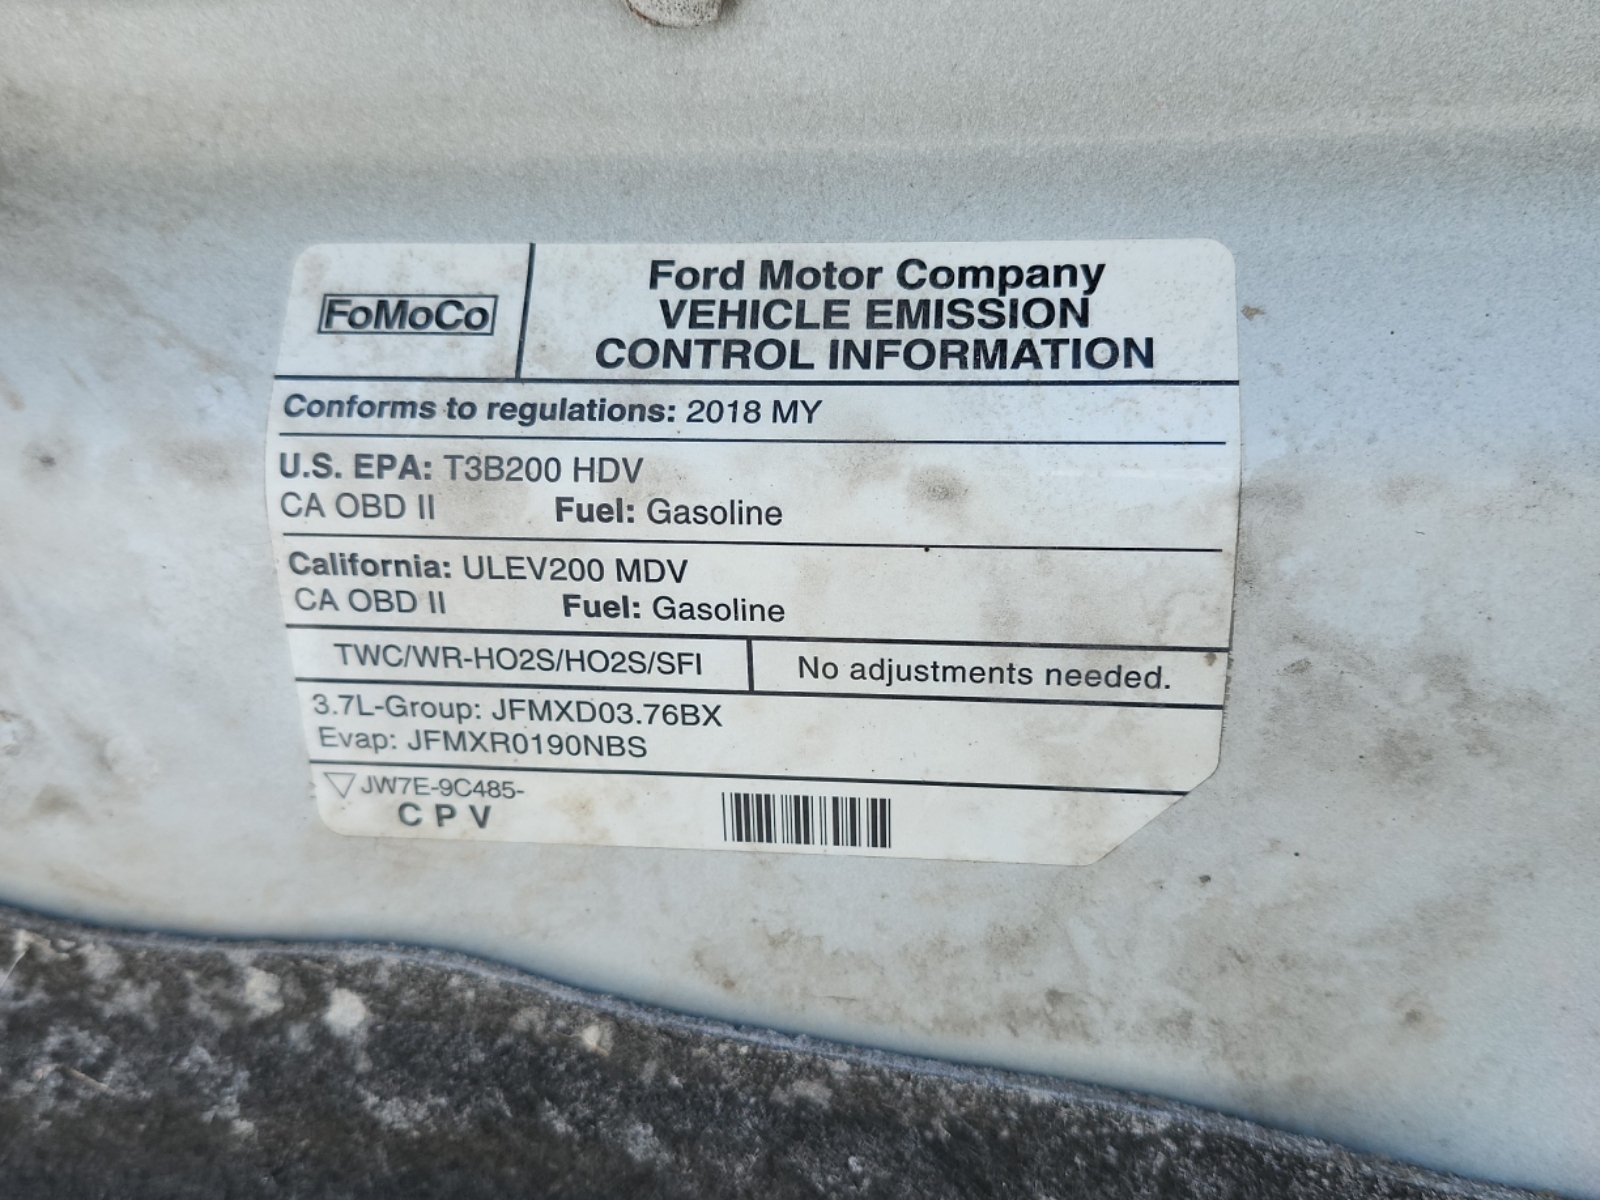 FoMoCo
Ford Motor Company
VEHICLE EMISSION
CONTROL INFORMATION
Conforms to regulations: 2018 MY
U.S. EPA: T3B200 HDV
CA OBD II Fuel: Gasoline
California: ULEV200 MDV
CA OBD II Fuel: Gasoline
TWC/WR-HO2S/HO2S/SFI
No adjustments needed.
3.7L-Group: JFMXD03.76BX
Evap: JFMXR0190NBS
JW7E-9C485-
C P V